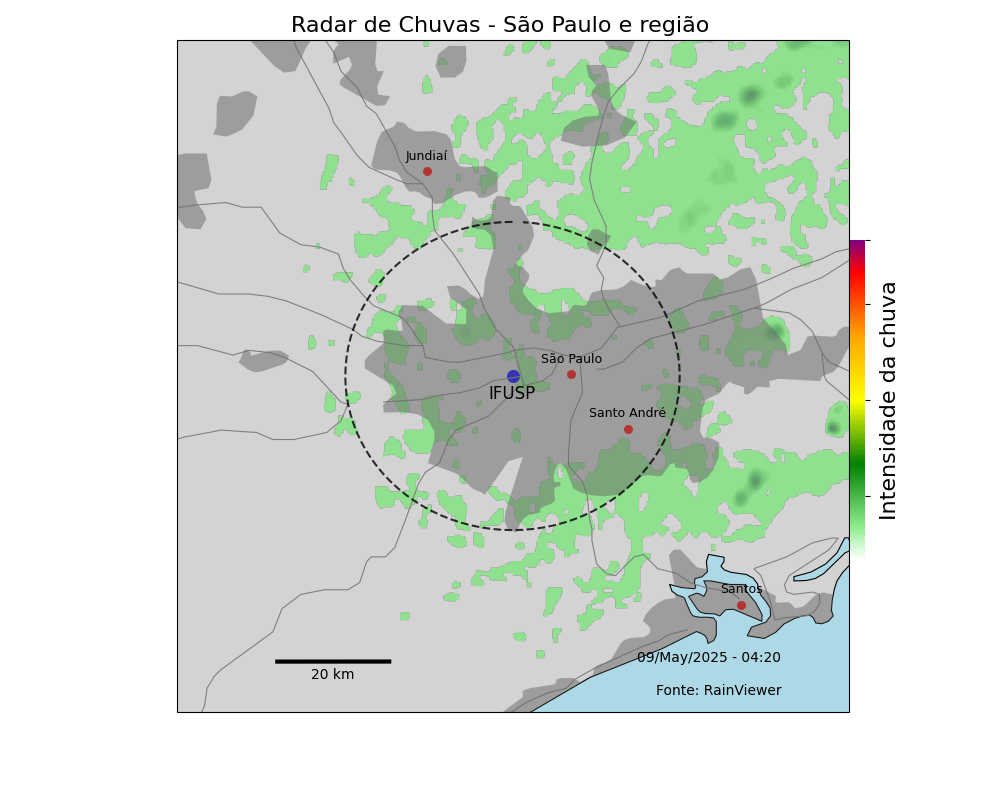 Radar de Chuvas - São Paulo e região
Jundiaí
São Paulo
IFUSP
Santo André
Santos
09/May/2025 - 04:20
20 km
Fonte: RainViewer
Intensidade da chuva